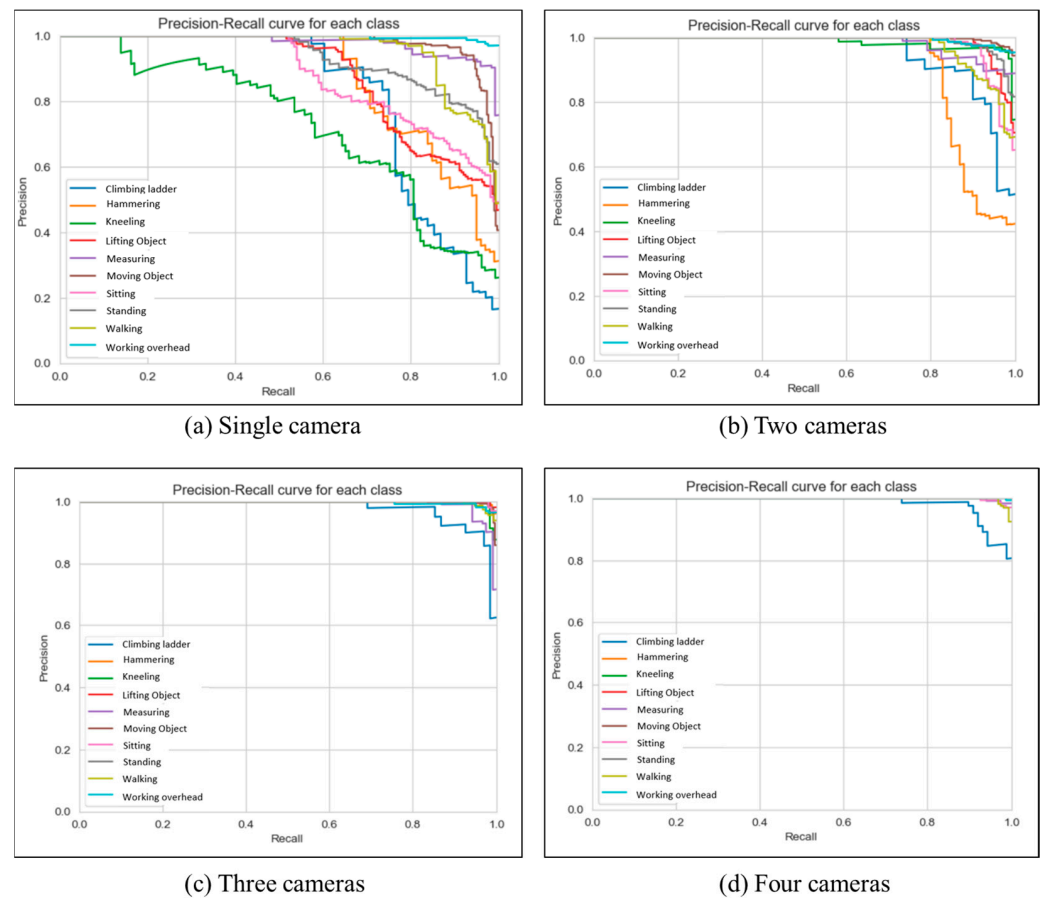 Precision-Recall curve for each class
1.0
0.8
0.6
0.4
0.2
0.0
Precision
Climbing ladder
Hammering
Kneeling
Lifting Object
Measuring
Moving Object
Sitting
Standing
Walking
Working overhead
0.0 0.2 0.4 0.6 0.8 1.0
Recall
(a) Single camera
Precision-Recall curve for each class
1.0
0.8
0.6
0.4
0.2
0.0
Precision
Climbing ladder
Hammering
Kneeling
Lifting Object
Measuring
Moving Object
Sitting
Standing
Walking
Working overhead
0.0 0.2 0.4 0.6 0.8 1.0
Recall
(b) Two cameras
Precision-Recall curve for each class
1.0
0.8
0.6
0.4
0.2
0.0
Precision
Climbing ladder
Hammering
Kneeling
Lifting Object
Measuring
Moving Object
Sitting
Standing
Walking
Working overhead
0.0 0.2 0.4 0.6 0.8 1.0
Recall
(c) Three cameras
Precision-Recall curve for each class
1.0
0.8
0.6
0.4
0.2
0.0
Precision
Climbing ladder
Hammering
Kneeling
Lifting Object
Measuring
Moving Object
Sitting
Standing
Walking
Working overhead
0.0 0.2 0.4 0.6 0.8 1.0
Recall
(d) Four cameras